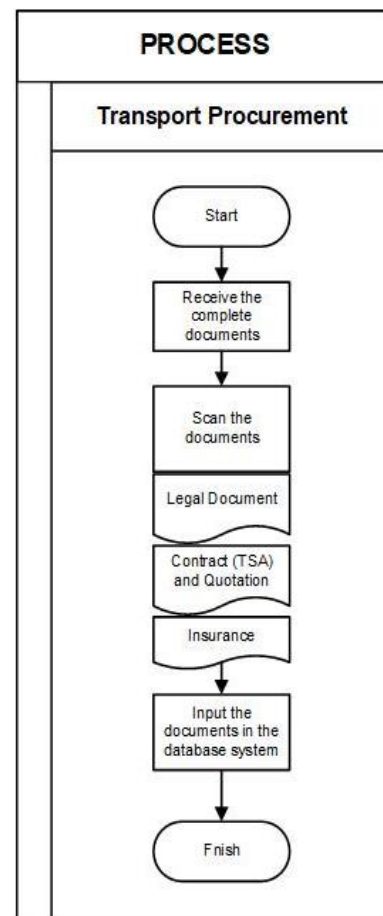 PROCESS
Transport Procurement
Start
Receive the
complete
documents
Scan the
documents
Legal Document
Contract (TSA)
and Quotation
Insurance
Input the
documents in the
database system
Fnish